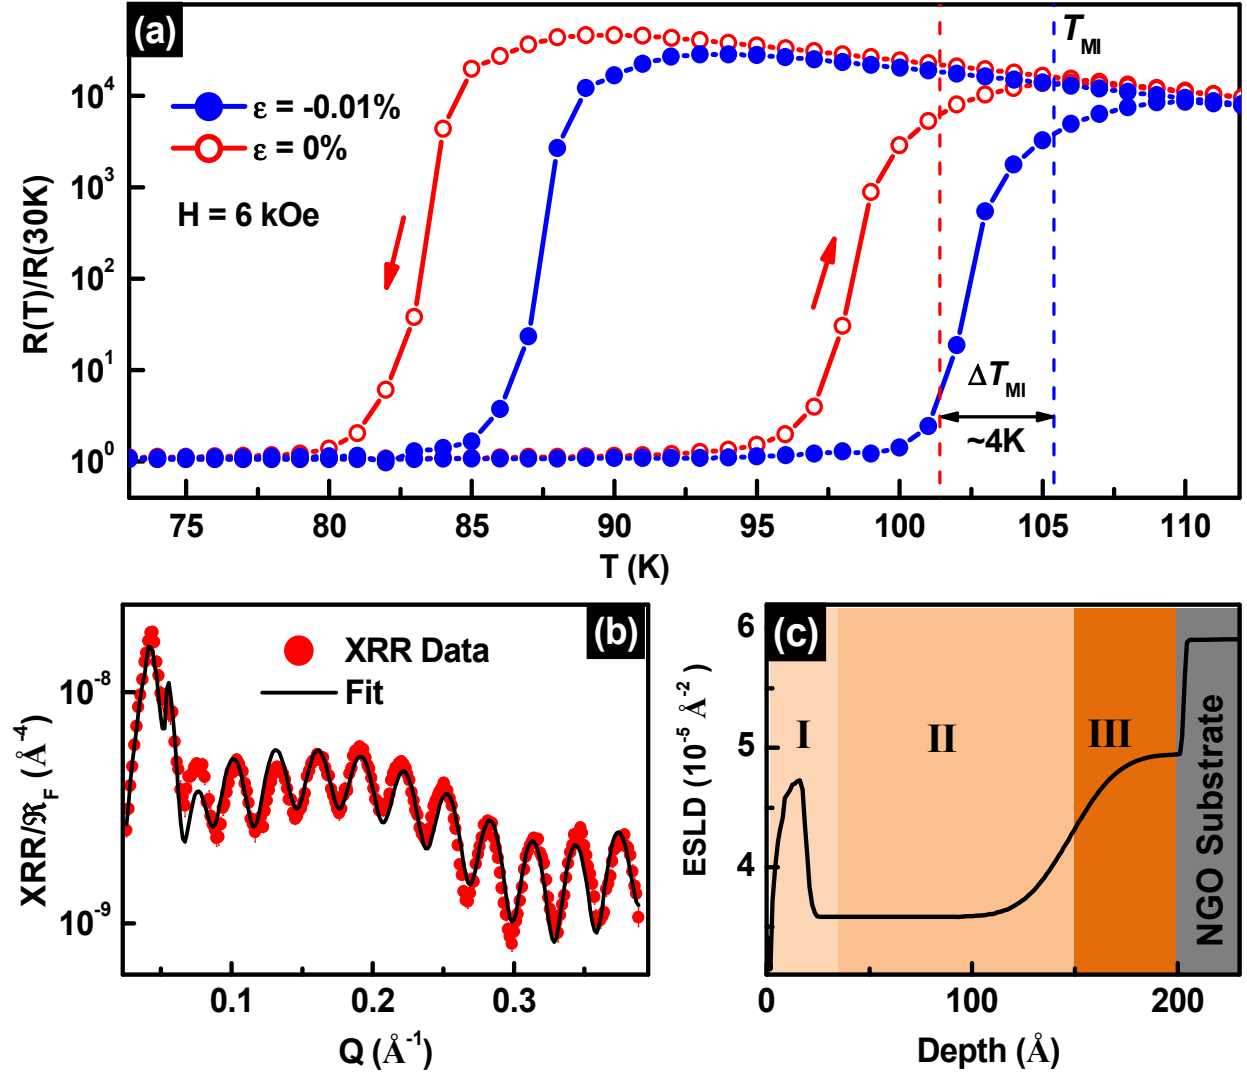 (a)
T_MI
ε = -0.01%
ε = 0%
H = 6 kOe
ΔT_MI
~4K
10^4
10^3
10^2
10^1
10^0
R(T)/R(30K)
75 80 85 90 95 100 105 110
T (K)
(b)
XRR Data
Fit
10^-8
10^-9
XRR/ℜ_F (Å^-4)
0.1 0.2 0.3
Q (Å^-1)
(c)
I II III
NGO Substrate
6
5
4
ESLD (10^-5 Å^-2)
0 100 200
Depth (Å)